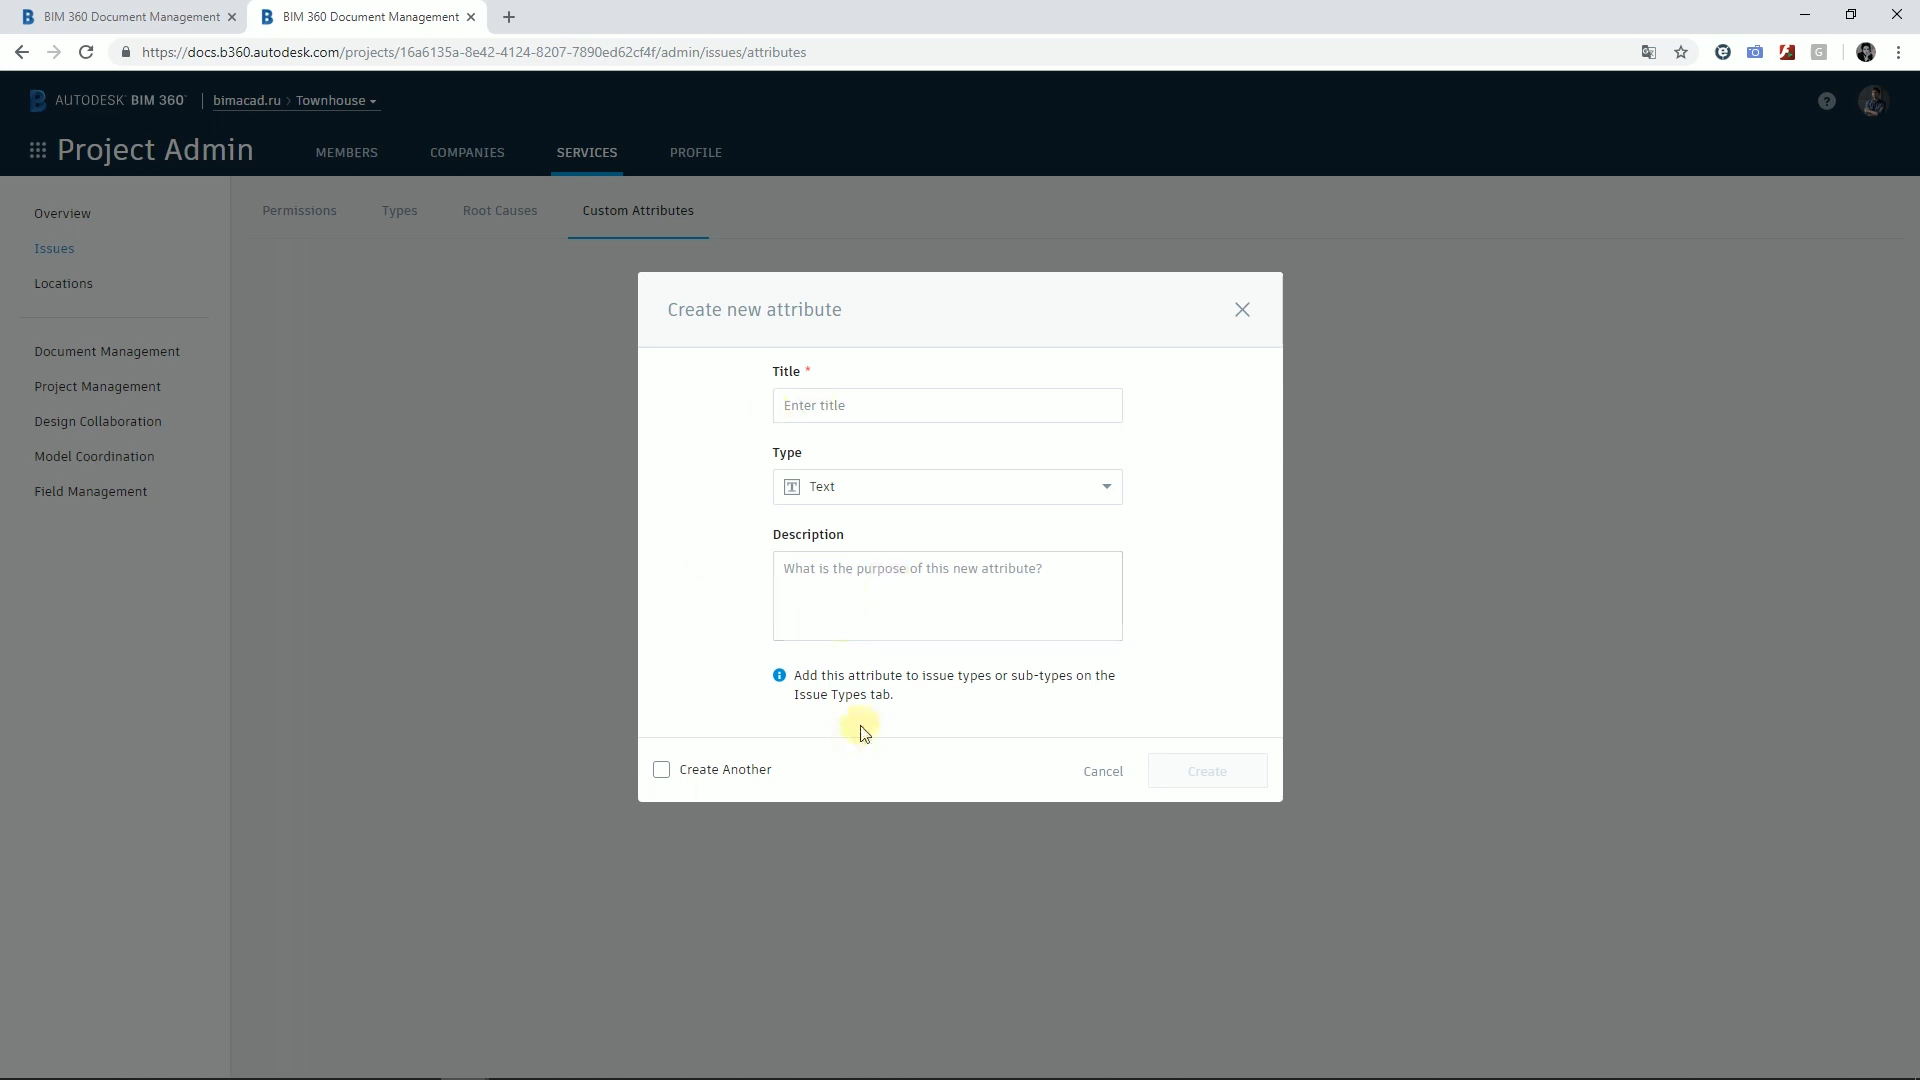 BIM 360 Document Management
BIM 360 Document Management
https://docs.b360.autodesk.com/projects/16a6135a-8e42-4124-8207-7890ed62cf4f/admin/issues/attributes
AUTODESK® BIM 360™
bimacad.ru > Townhouse
Project Admin
MEMBERS
COMPANIES
SERVICES
PROFILE
Overview
Issues
Locations
Document Management
Project Management
Design Collaboration
Model Coordination
Field Management
Permissions
Types
Root Causes
Custom Attributes
Create new attribute
Title *
Enter title
Type
Text
Description
What is the purpose of this new attribute?
Add this attribute to issue types or sub-types on the
Issue Types tab.
Create Another
Cancel
Create